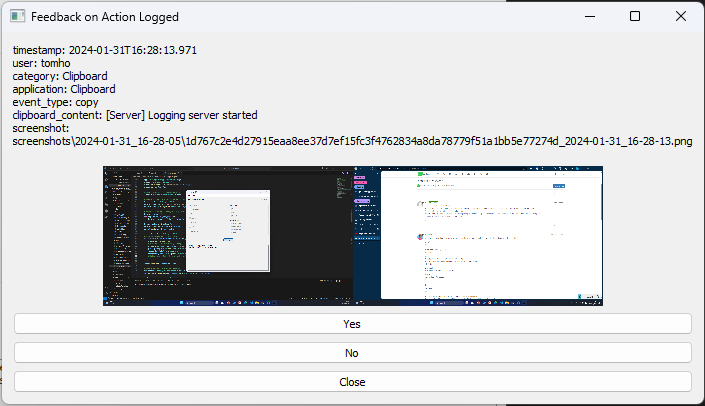 Feedback on Action Logged
timestamp: 2024-01-31T16:28:13.971
user: tomho
category: Clipboard
application: Clipboard
event_type: copy
clipboard_content: [Server] Logging server started
screenshot:
screenshots\2024-01-31_16-28-05\1d767c2e4d27915eaa8ee37d7ef15fc3f4762834a8da78779f51a1bb5e77274d_2024-01-31_16-28-13.png
Yes
No
Close